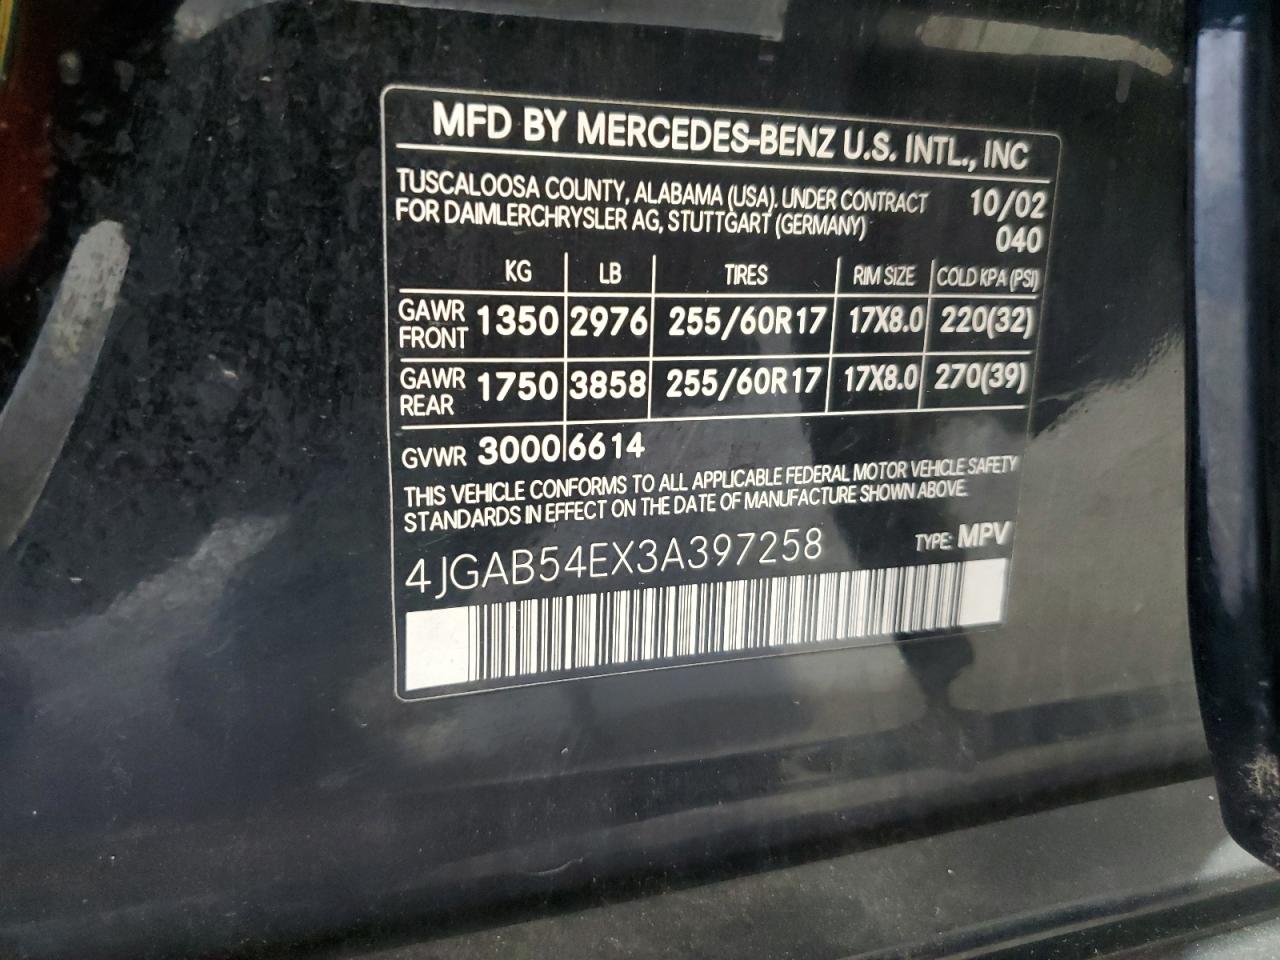 MFD BY MERCEDES-BENZ U.S. INTL., INC
TUSCALOOSA COUNTY, ALABAMA (USA). UNDER CONTRACT 10/02
FOR DAIMLERCHRYSLER AG, STUTTGART (GERMANY) 040
KG LB TIRES RIM SIZE COLD KPA (PSI)
GAWR FRONT 1350 2976 255/60R17 17X8.0 220(32)
GAWR REAR 1750 3858 255/60R17 17X8.0 270(39)
GVWR 3000 6614
THIS VEHICLE CONFORMS TO ALL APPLICABLE FEDERAL MOTOR VEHICLE SAFETY
STANDARDS IN EFFECT ON THE DATE OF MANUFACTURE SHOWN ABOVE.
4JGAB54EX3A397258 TYPE: MPV